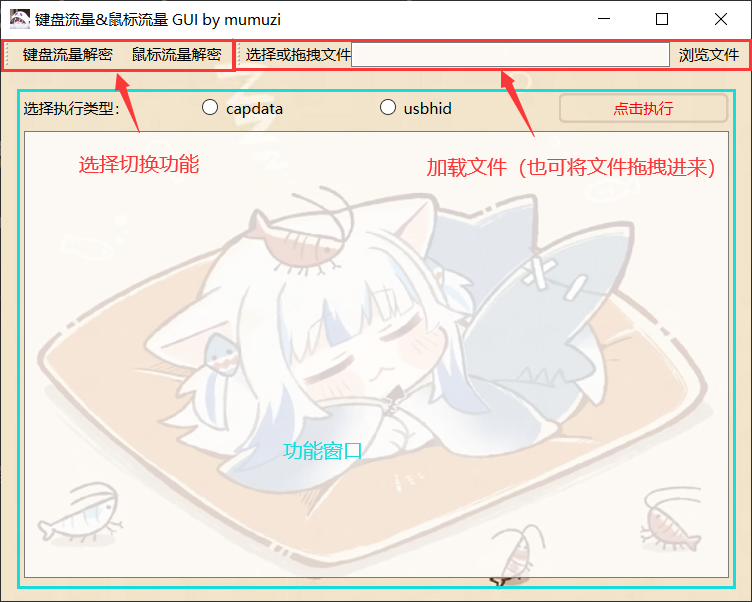 键盘流量&鼠标流量 GUI by mumuzi
键盘流量解密 鼠标流量解密 选择或拖拽文件 浏览文件
选择执行类型: capdata usbhid 点击执行
选择切换功能 加载文件（也可将文件拖拽进来）
功能窗口